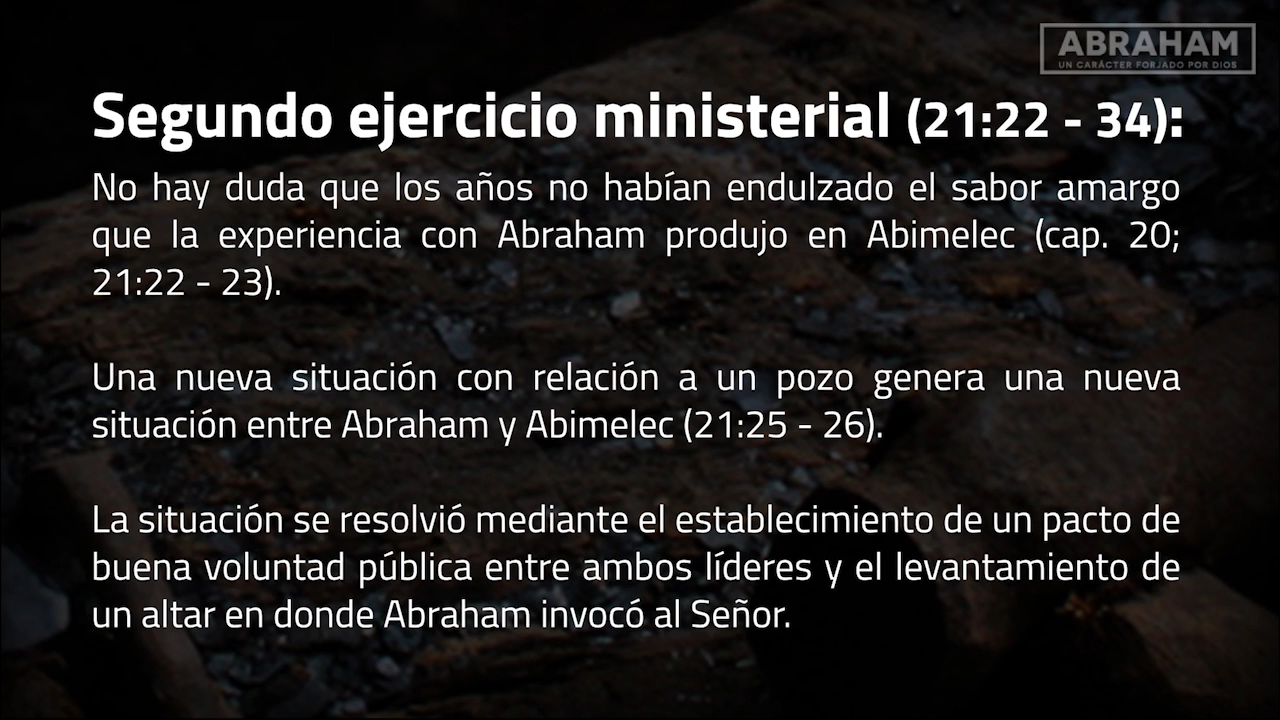 ABRAHAM
UN CARÁCTER FORJADO POR DIOS
Segundo ejercicio ministerial (21:22 - 34):
No hay duda que los años no habían endulzado el sabor amargo
que la experiencia con Abraham produjo en Abimelec (cap. 20;
21:22 - 23).
Una nueva situación con relación a un pozo genera una nueva
situación entre Abraham y Abimelec (21:25 - 26).
La situación se resolvió mediante el establecimiento de un pacto de
buena voluntad pública entre ambos líderes y el levantamiento de
un altar en donde Abraham invocó al Señor.